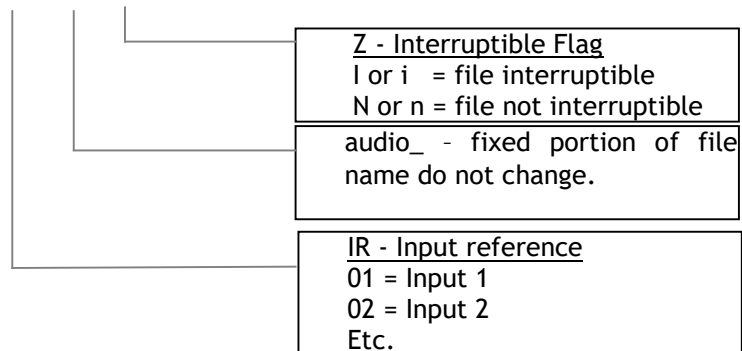 Z - Interruptible Flag
I or i = file interruptible
N or n = file not interruptible
audio_ – fixed portion of file
name do not change.
IR - Input reference
01 = Input 1
02 = Input 2
Etc.